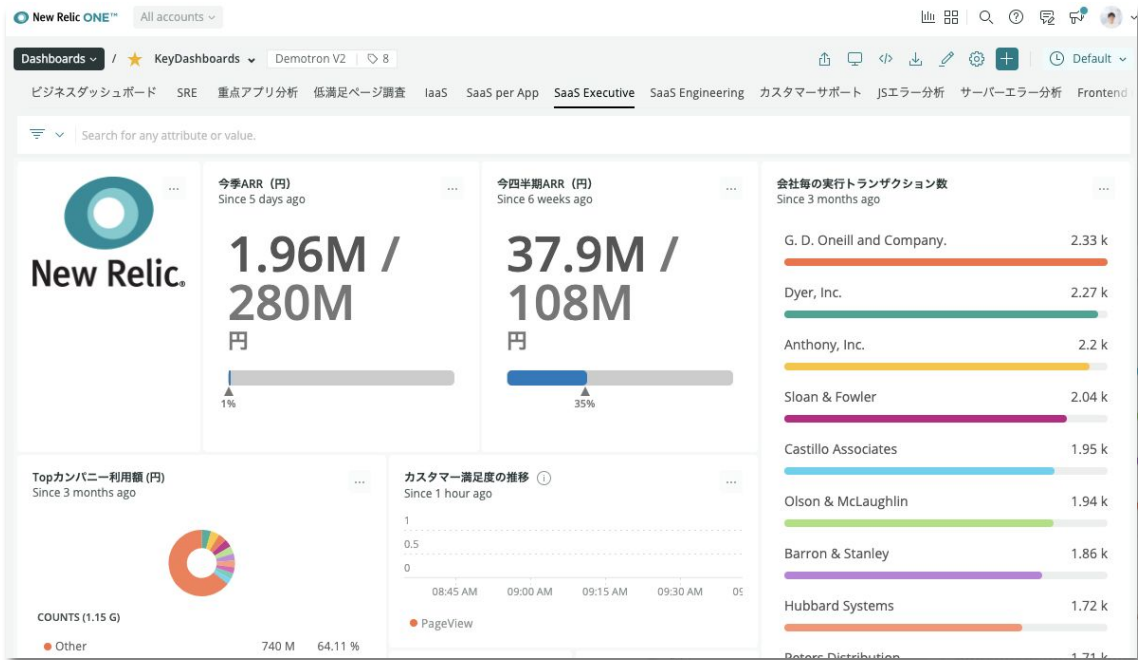 New Relic ONE™
All accounts
Dashboards / KeyDashboards Demotron V2 8
Default
ビジネスダッシュボード SRE 重点アプリ分析 低満足ページ調査 IaaS SaaS per App SaaS Executive SaaS Engineering カスタマーサポート JSエラー分析 サーバーエラー分析 Frontend
Search for any attribute or value.
New Relic®
今季ARR（円）
Since 5 days ago
1.96M /
280M
円
1%
今四半期ARR（円）
Since 6 weeks ago
37.9M /
108M
円
35%
会社毎の実行トランザクション数
Since 3 months ago
G. D. Oneill and Company. 2.33 k
Dyer, Inc. 2.27 k
Anthony, Inc. 2.2 k
Sloan & Fowler 2.04 k
Castillo Associates 1.95 k
Olson & McLaughlin 1.94 k
Barron & Stanley 1.86 k
Hubbard Systems 1.72 k
Peters Distribution 1.71 k
Topカンパニー利用額 (円)
Since 3 months ago
COUNTS (1.15 G)
Other 740 M 64.11 %
カスタマー満足度の推移
Since 1 hour ago
1
0.5
0
08:45 AM 09:00 AM 09:15 AM 09:30 AM 09
PageView